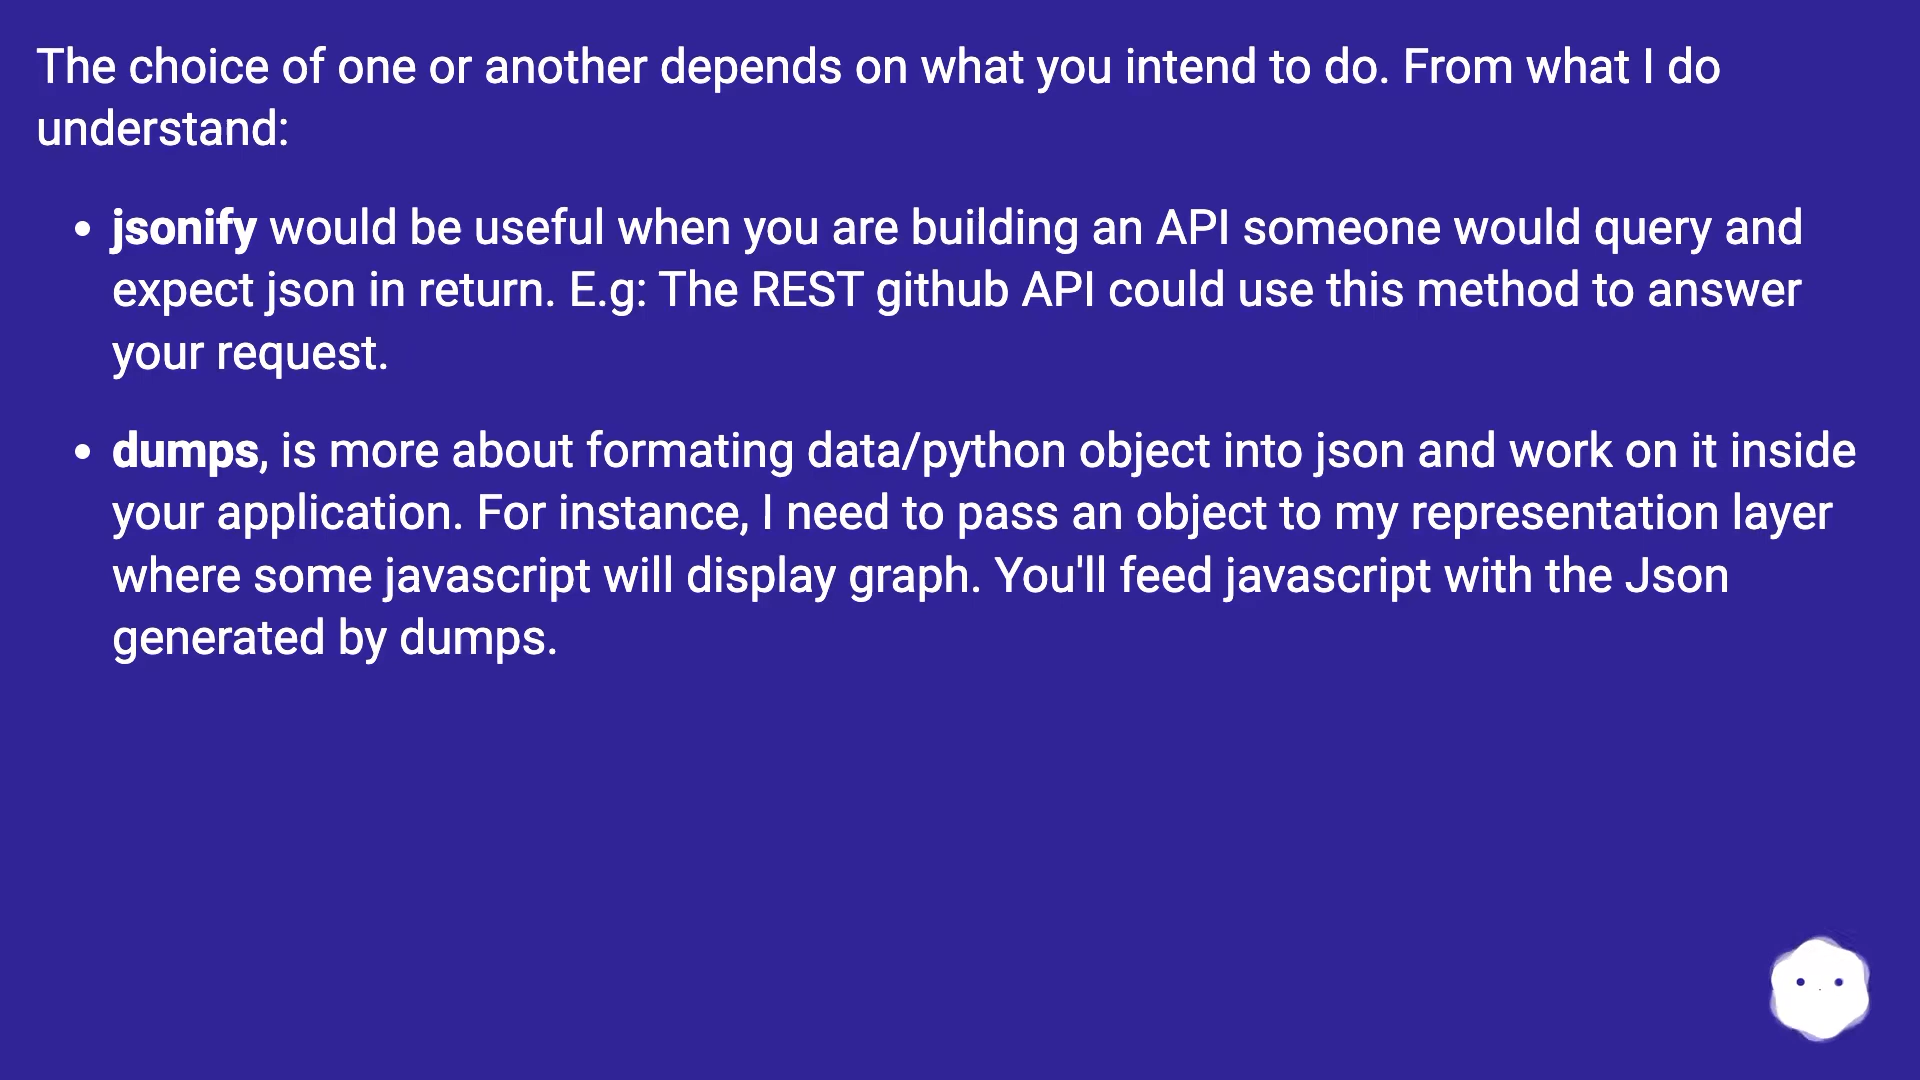 The choice of one or another depends on what you intend to do. From what I do
understand:
• jsonify would be useful when you are building an API someone would query and
expect json in return. E.g: The REST github API could use this method to answer
your request.
• dumps, is more about formating data/python object into json and work on it inside
your application. For instance, I need to pass an object to my representation layer
where some javascript will display graph. You'll feed javascript with the Json
generated by dumps.